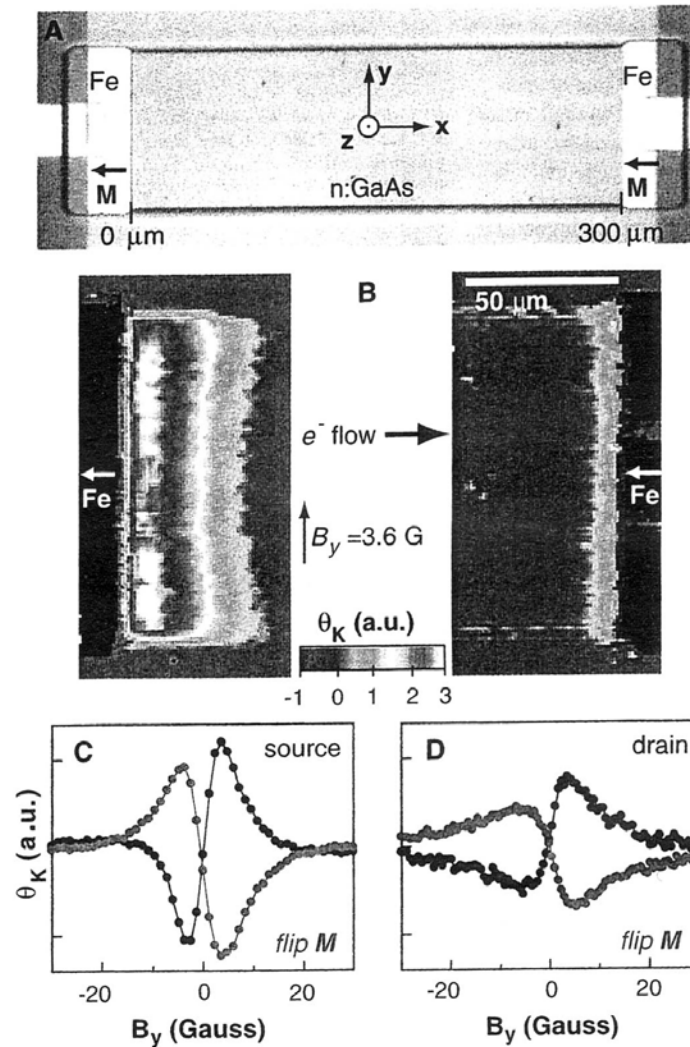 A
Fe
Fe
y
z
x
M
n:GaAs
M
0 µm
300 µm
B
50 µm
e⁻ flow
Fe
Fe
B_y =3.6 G
θ_K (a.u.)
-1 0 1 2 3
C source
D drain
θ_K (a.u.)
flip M
flip M
-20 0 20
-20 0 20
B_y (Gauss)
B_y (Gauss)